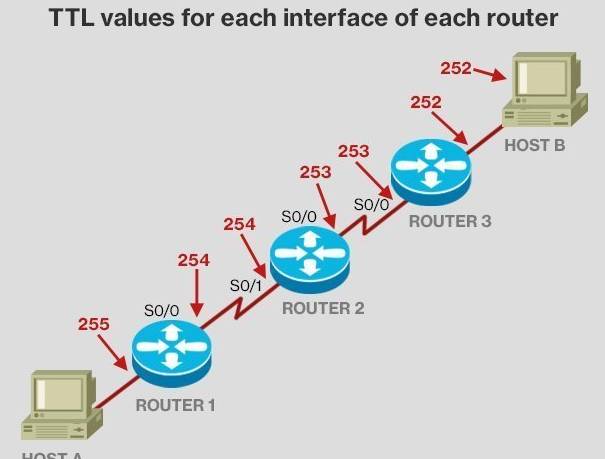 TTL values for each interface of each router
252
252
HOST B
253
253
S0/0
ROUTER 3
S0/0
254
254
S0/1
ROUTER 2
S0/0
255
ROUTER 1
HOST A